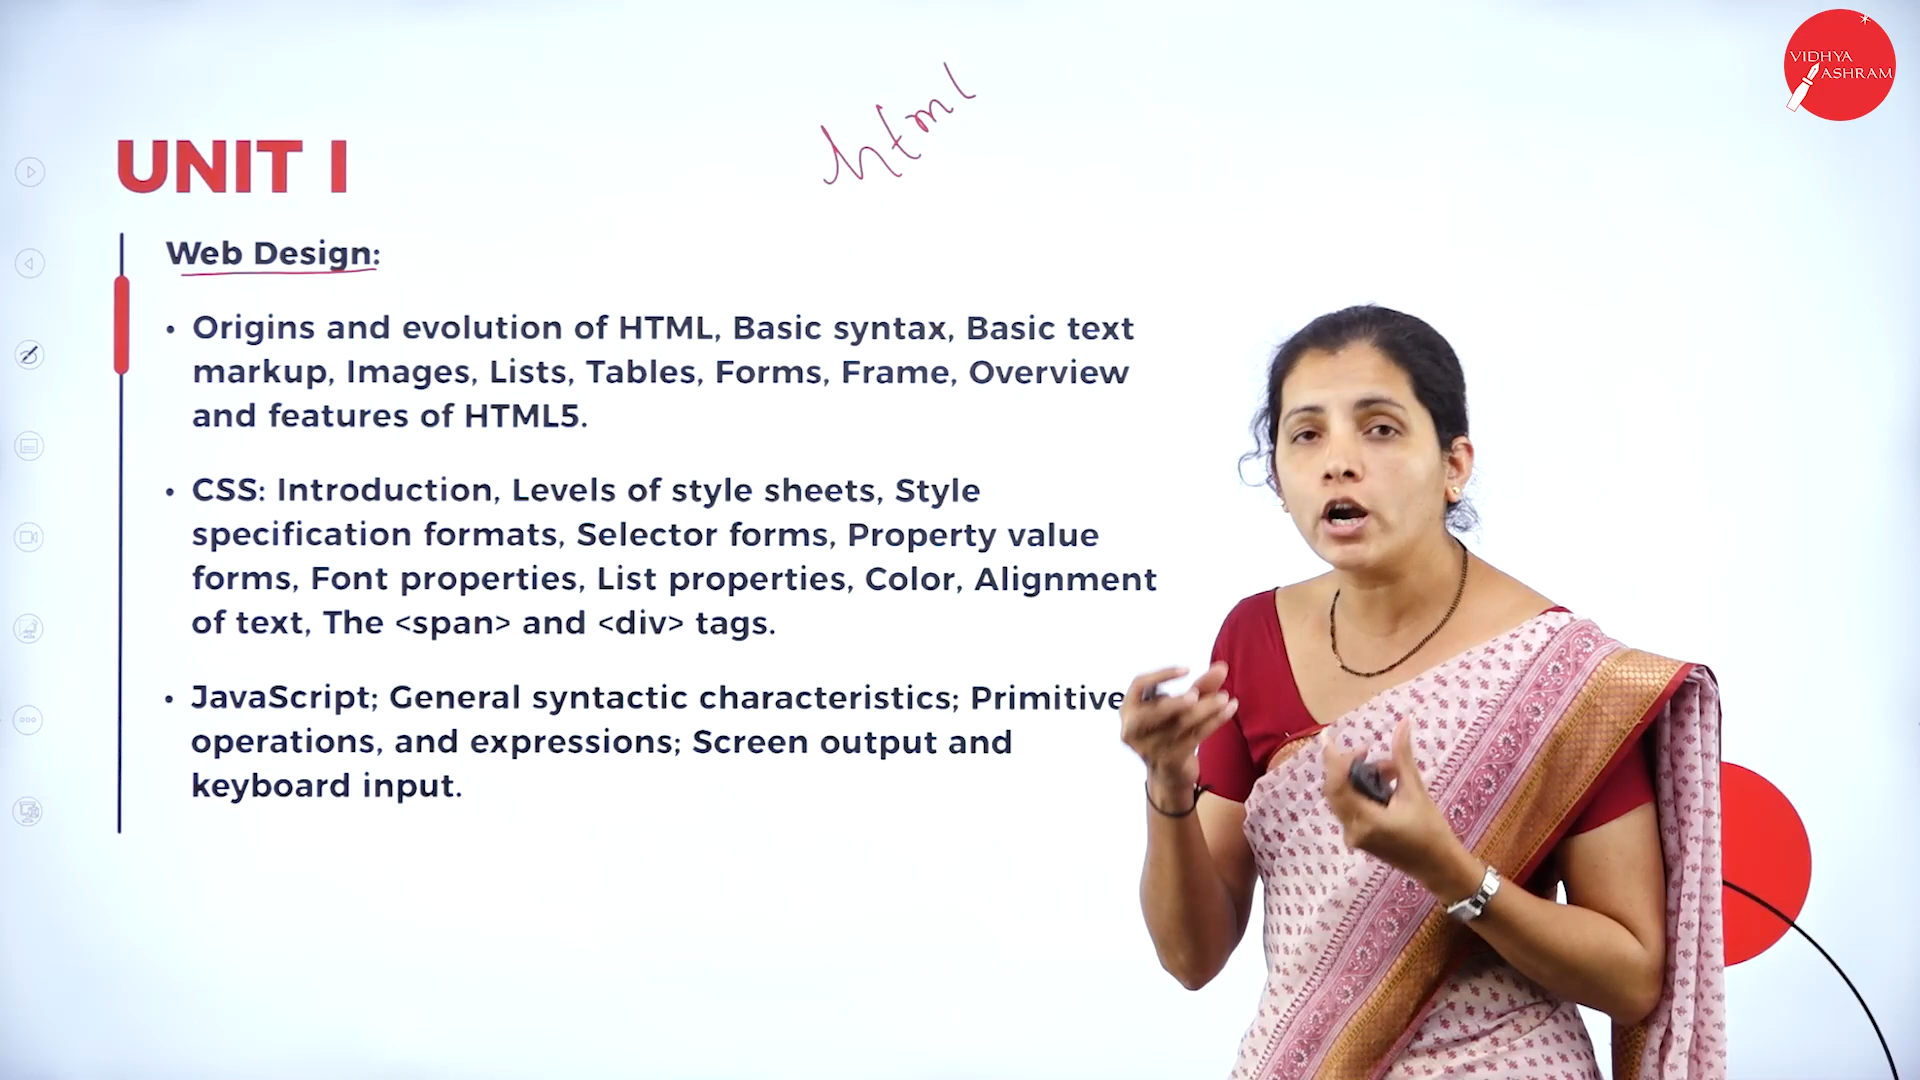 VIDHYA
ASHRAM
html
UNIT I
Web Design:
• Origins and evolution of HTML, Basic syntax, Basic text
markup, Images, Lists, Tables, Forms, Frame, Overview
and features of HTML5.
• CSS: Introduction, Levels of style sheets, Style
specification formats, Selector forms, Property value
forms, Font properties, List properties, Color, Alignment
of text, The <span> and <div> tags.
• JavaScript; General syntactic characteristics; Primitive
operations, and expressions; Screen output and
keyboard input.